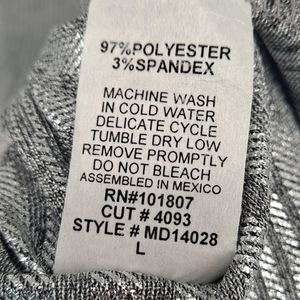 97%POLYESTER
3%SPANDEX
MACHINE WASH
IN COLD WATER
DELICATE CYCLE
TUMBLE DRY LOW
REMOVE PROMPTLY
DO NOT BLEACH
ASSEMBLED IN MEXICO
RN#101807
CUT # 4093
STYLE # MD14028
L